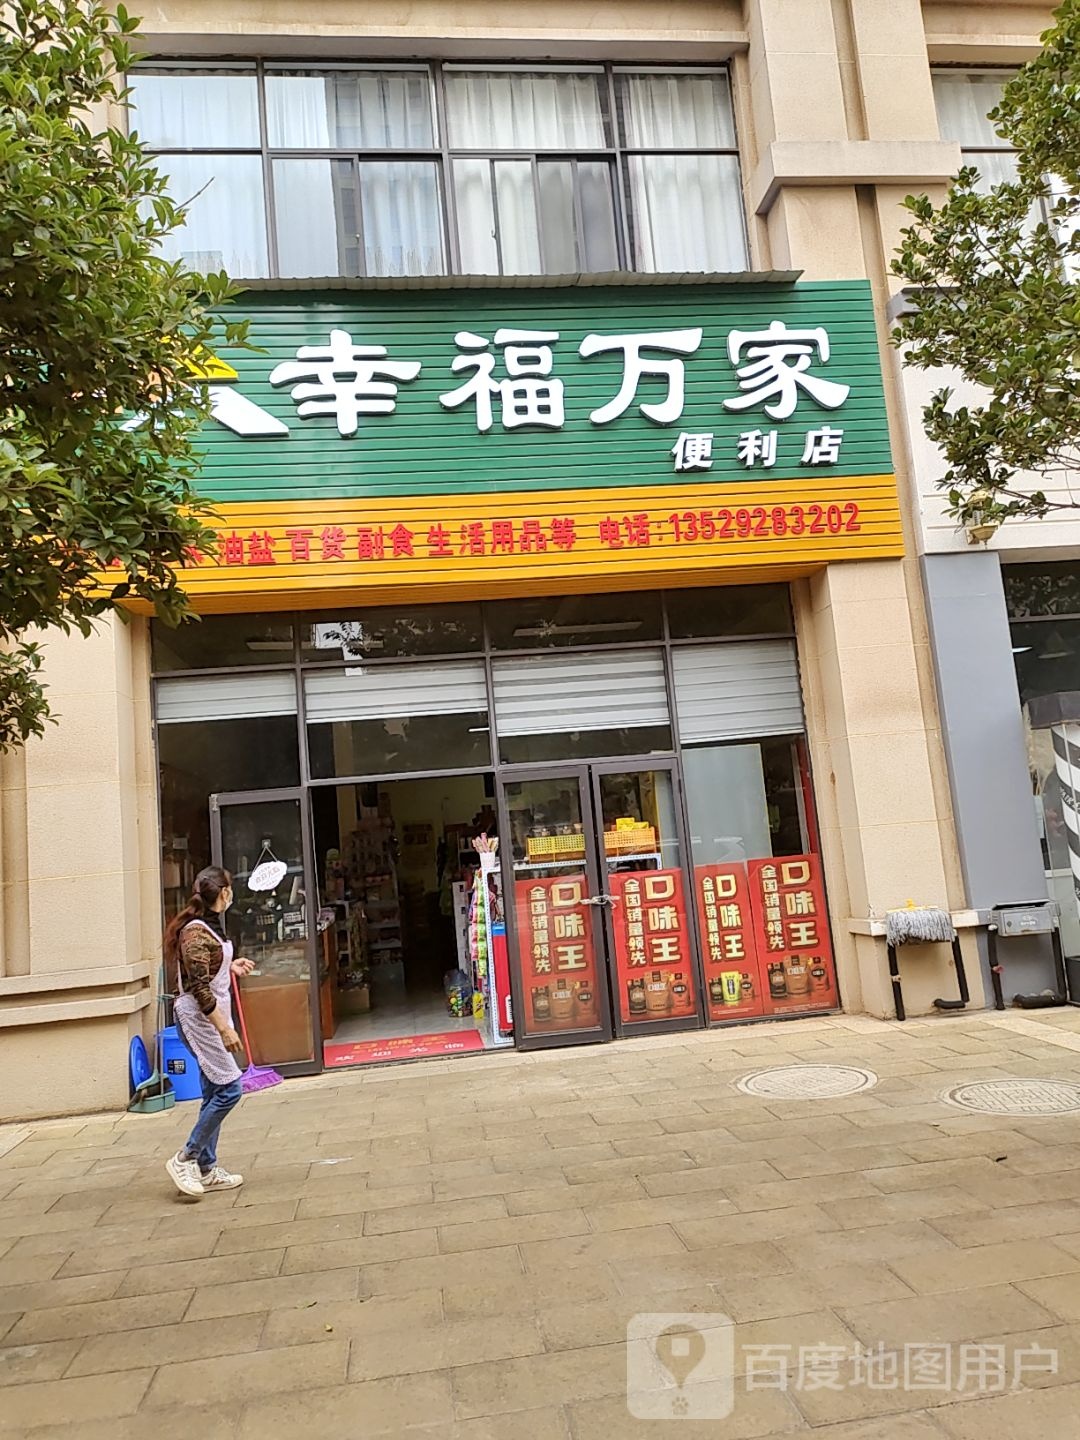 幸福万家
便利店
油盐 百货 副食 生活用品等 电话:13529283202
口味王
全国销量领先
口味王
全国销量领先
口味王
全国销量领先
口味王
全国销量领先
百度地图用户